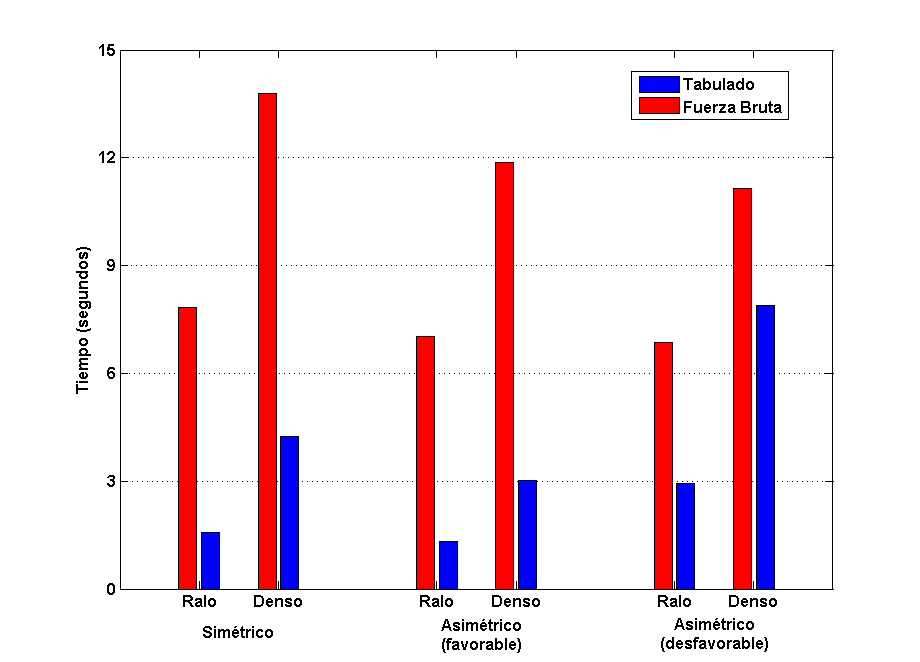 15
12
9
6
3
0
Tiempo (segundos)
Tabulado
Fuerza Bruta
Ralo Denso Ralo Denso Ralo Denso
Simétrico
Asimétrico
(favorable)
Asimétrico
(desfavorable)